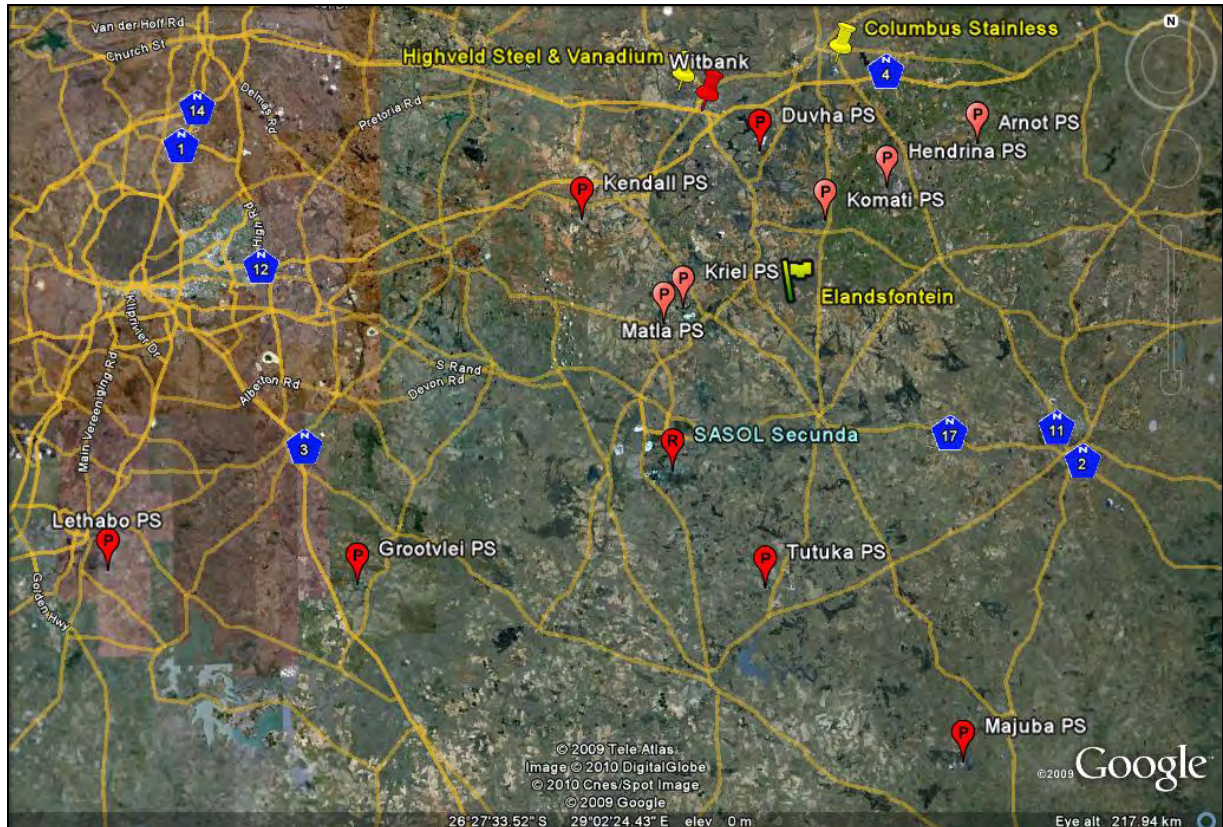 Van der Hoff Rd
Church St
Columbus Stainless
Highveld Steel & Vanadium
Witbank
N
N
4
Delmas Rd
Pretoria Rd
N
14
N
1
P
Duvha PS
P
Arnot PS
P
Hendrina PS
P
Kendall PS
P
Komati PS
High Rd
N
12
P
Kriel PS
P
Matla PS
Elandsfontein
Kliprivier Dr
S Rand
Devon Rd
Alberton Rd
Main Vereeniging Rd
N
3
R
SASOL Secunda
N
17
N
11
N
2
Lethabo PS
P
P
Grootvlei PS
P
Tutuka PS
Golden Hwy
P
Majuba PS
© 2009 Tele Atlas
Image © 2010 DigitalGlobe
© 2010 Cnes/Spot Image
© 2009 Google
©2009 Google
26°27'33.52" S 29°02'24.43" E elev 0 m
Eye alt 217.94 km